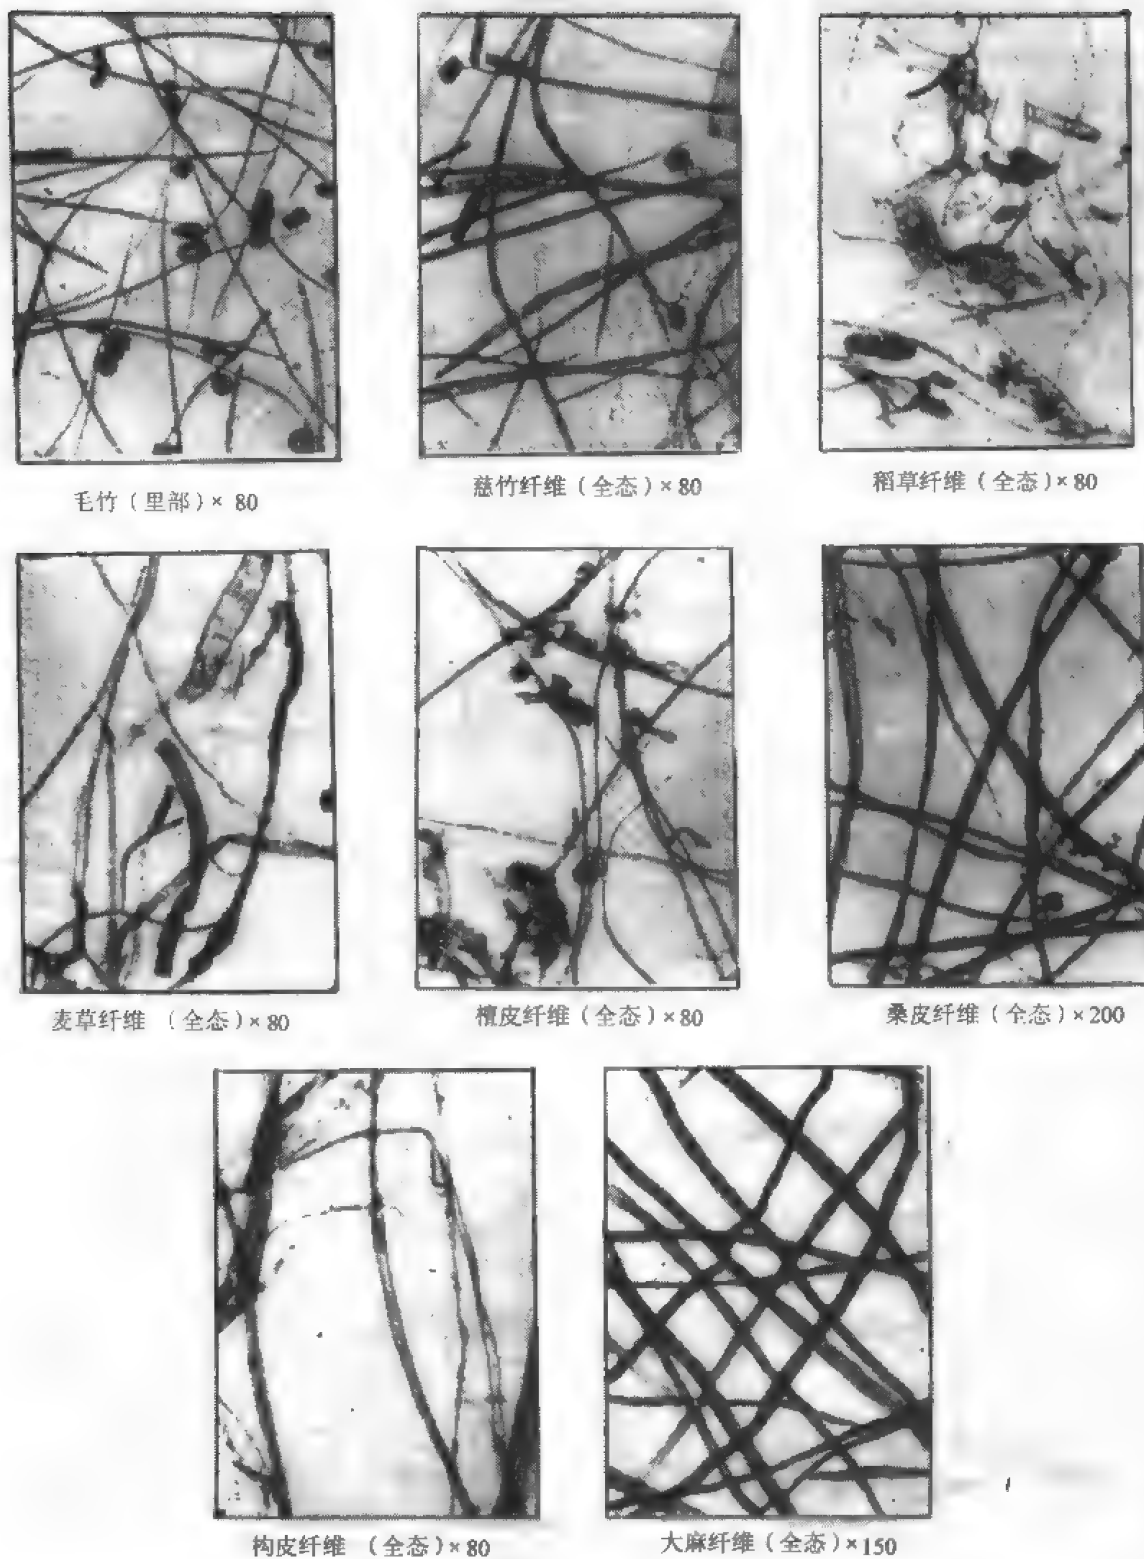 毛竹（里部）× 80
慈竹纤维（全态）× 80
稻草纤维（全态）× 80
麦草纤维 （全态）× 80
檀皮纤维（全态）× 80
桑皮纤维（全态）× 200
构皮纤维 （全态）× 80
大麻纤维（全态）× 150